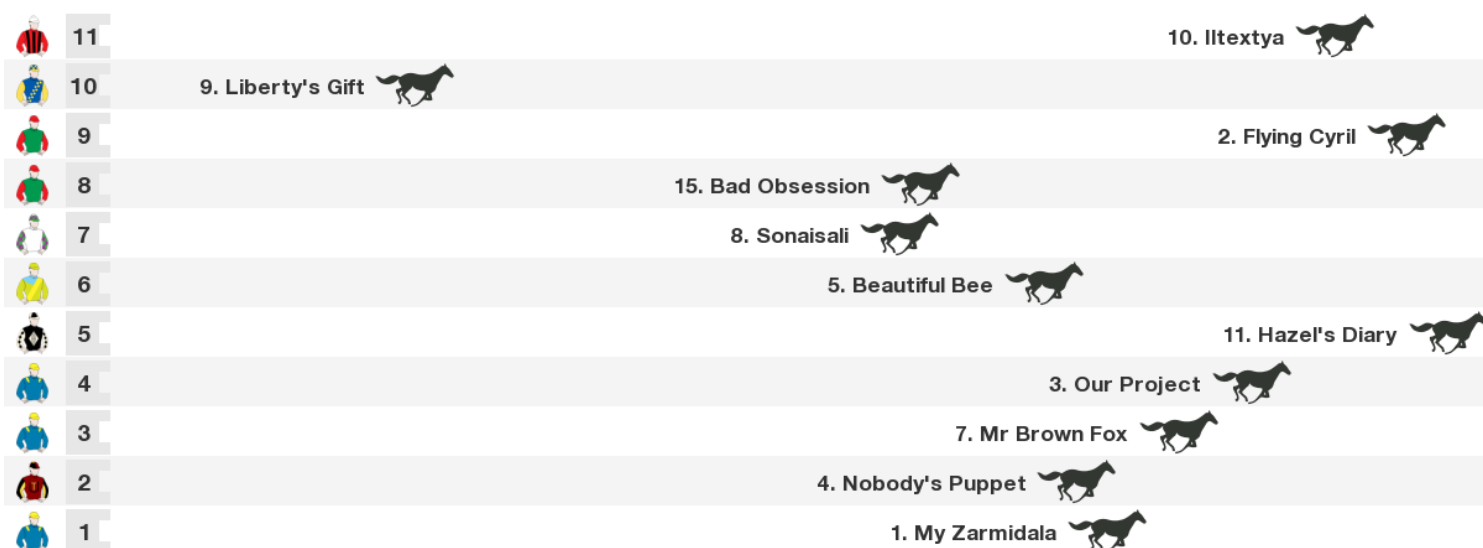 11 10. Iltextya
10 9. Liberty's Gift
9 2. Flying Cyril
8 15. Bad Obsession
7 8. Sonaisali
6 5. Beautiful Bee
5 11. Hazel's Diary
4 3. Our Project
3 7. Mr Brown Fox
2 4. Nobody's Puppet
1 1. My Zarmidala